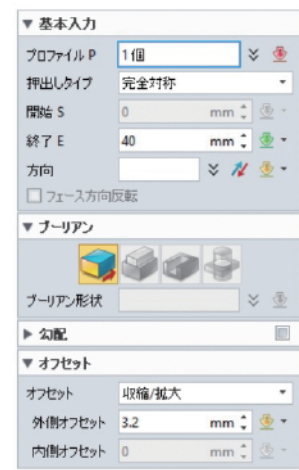 ▼ 基本入力
プロファイル P 1個
押出しタイプ 完全対称
開始 S 0 mm
終了 E 40 mm
方向
フェース方向反転
▼ ブーリアン
ブーリアン形状
▶ 勾配
▼ オフセット
オフセット 収縮/拡大
外側オフセット 3.2 mm
内側オフセット 0 mm